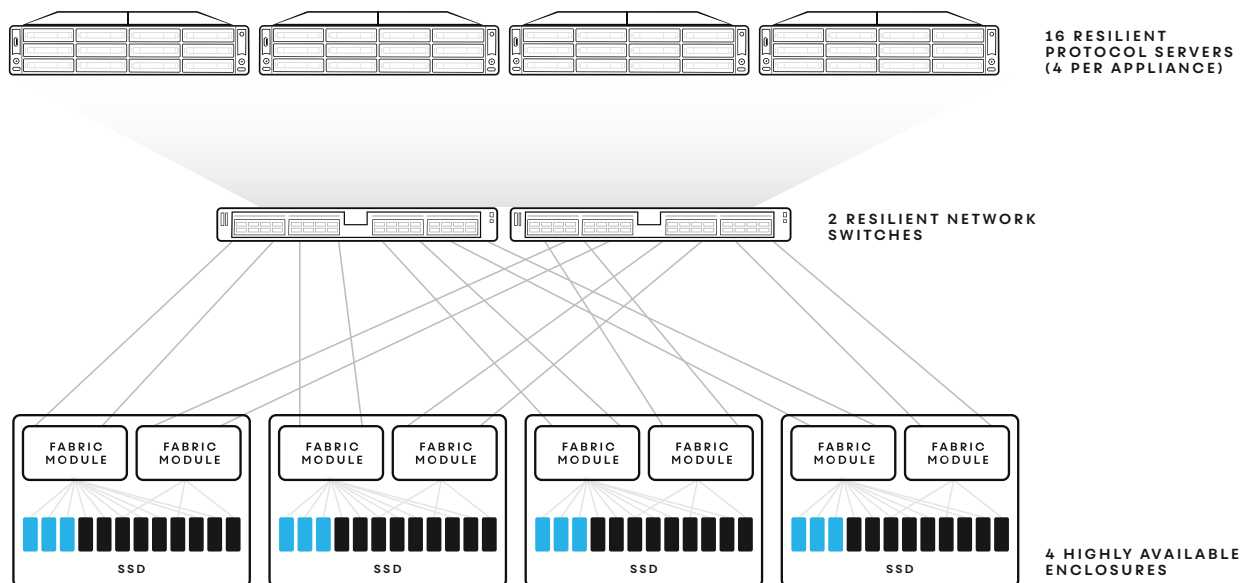 16 RESILIENT
PROTOCOL SERVERS
(4 PER APPLIANCE)
2 RESILIENT NETWORK
SWITCHES
FABRIC
MODULE
FABRIC
MODULE
FABRIC
MODULE
FABRIC
MODULE
FABRIC
MODULE
FABRIC
MODULE
FABRIC
MODULE
FABRIC
MODULE
SSD
SSD
SSD
SSD
4 HIGHLY AVAILABLE
ENCLOSURES